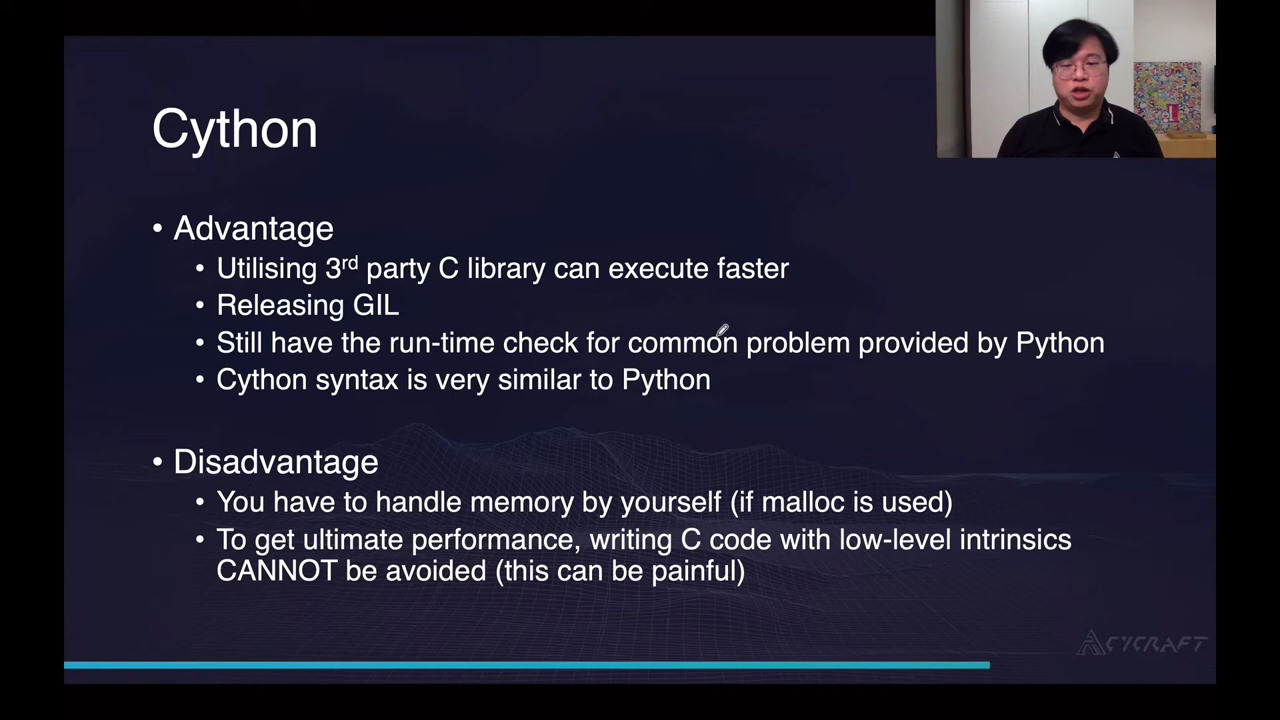 Cython
• Advantage
• Utilising 3rd party C library can execute faster
• Releasing GIL
• Still have the run-time check for common problem provided by Python
• Cython syntax is very similar to Python
• Disadvantage
• You have to handle memory by yourself (if malloc is used)
• To get ultimate performance, writing C code with low-level intrinsics
CANNOT be avoided (this can be painful)
CYCRAFT